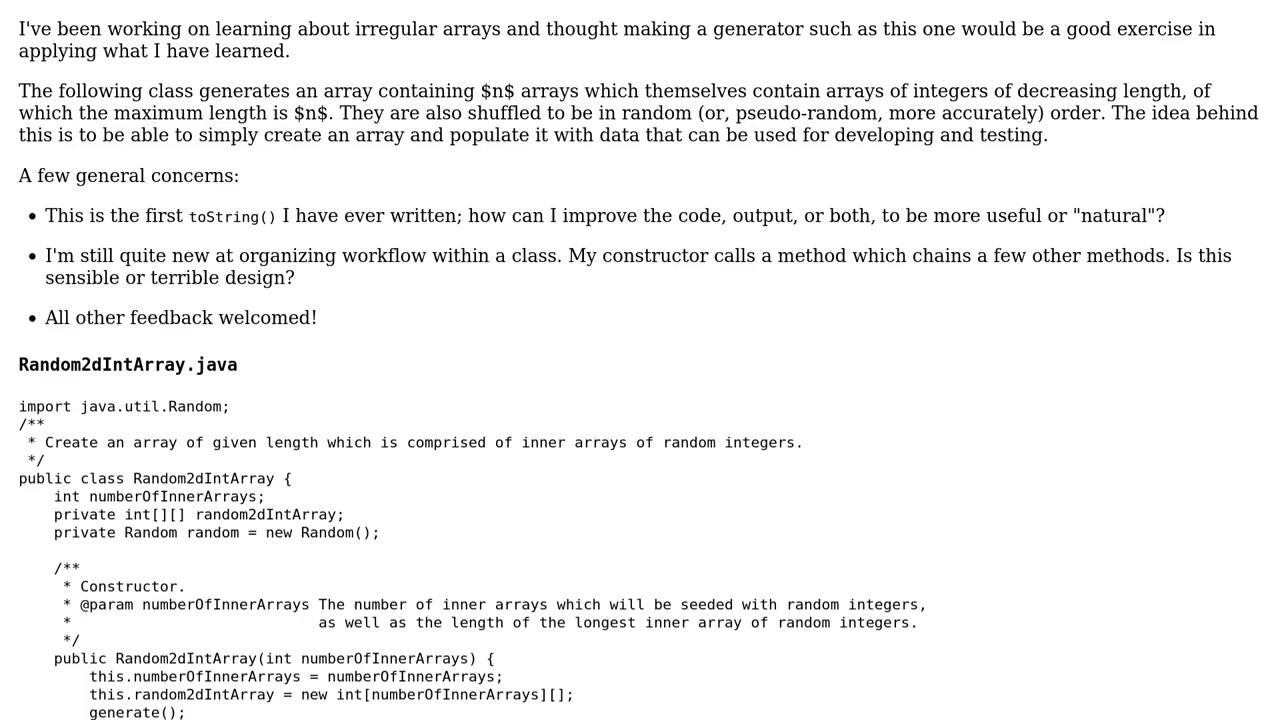 I've been working on learning about irregular arrays and thought making a generator such as this one would be a good exercise in
applying what I have learned.
The following class generates an array containing $n$ arrays which themselves contain arrays of integers of decreasing length, of
which the maximum length is $n$. They are also shuffled to be in random (or, pseudo-random, more accurately) order. The idea behind
this is to be able to simply create an array and populate it with data that can be used for developing and testing.
A few general concerns:
• This is the first toString() I have ever written; how can I improve the code, output, or both, to be more useful or "natural"?
• I'm still quite new at organizing workflow within a class. My constructor calls a method which chains a few other methods. Is this
sensible or terrible design?
• All other feedback welcomed!
Random2dIntArray.java
import java.util.Random;
/**
 * Create an array of given length which is comprised of inner arrays of random integers.
 */
public class Random2dIntArray {
    int numberOfInnerArrays;
    private int[][] random2dIntArray;
    private Random random = new Random();
    /**
     * Constructor.
     * @param numberOfInnerArrays The number of inner arrays which will be seeded with random integers,
     *                            as well as the length of the longest inner array of random integers.
     */
    public Random2dIntArray(int numberOfInnerArrays) {
        this.numberOfInnerArrays = numberOfInnerArrays;
        this.random2dIntArray = new int[numberOfInnerArrays][];
        generate();